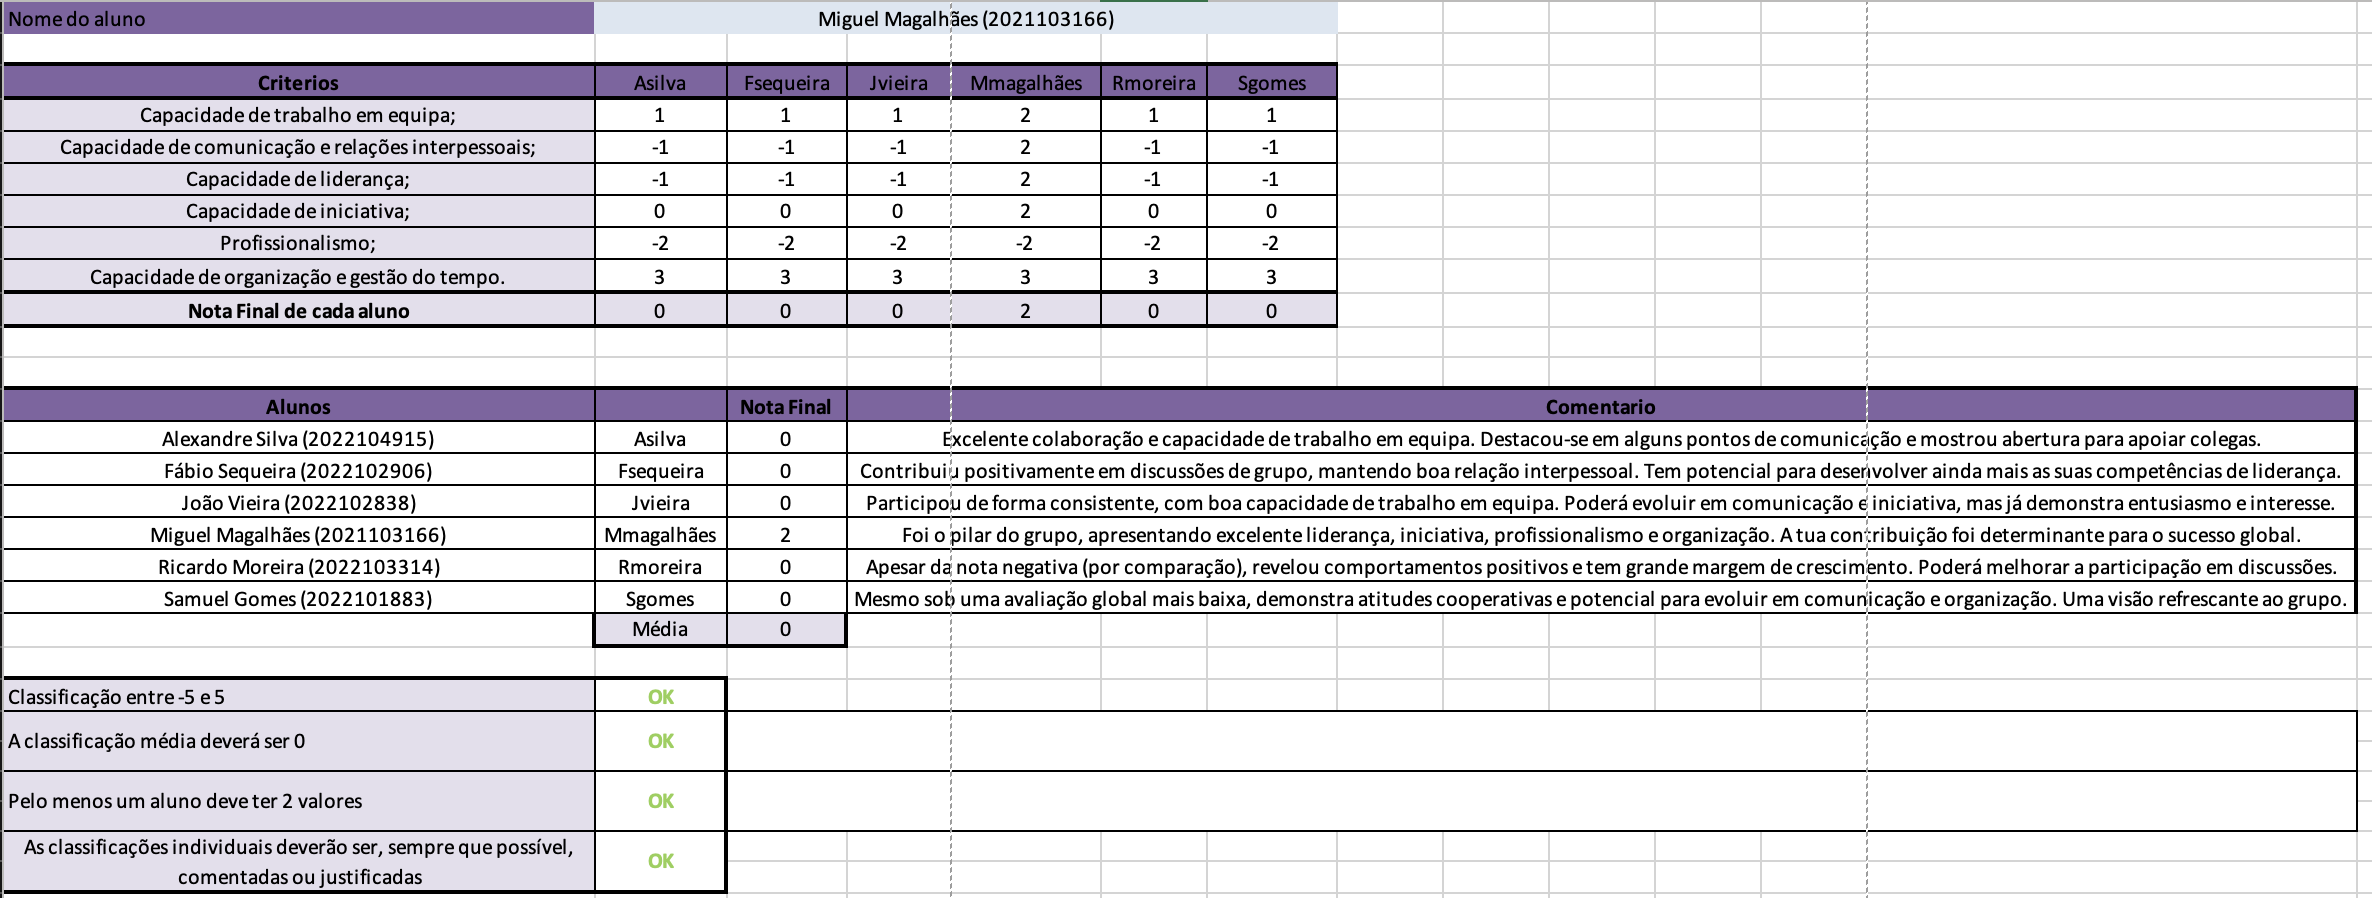 Nome do aluno Miguel Magalhães (2021103166)
Criterios Asilva Fsequeira Jvieira Mmagalhães Rmoreira Sgomes
Capacidade de trabalho em equipa; 1 1 1 2 1 1
Capacidade de comunicação e relações interpessoais; -1 -1 -1 2 -1 -1
Capacidade de liderança; -1 -1 -1 2 -1 -1
Capacidade de iniciativa; 0 0 0 2 0 0
Profissionalismo; -2 -2 -2 -2 -2 -2
Capacidade de organização e gestão do tempo. 3 3 3 3 3 3
Nota Final de cada aluno 0 0 0 2 0 0
Alunos Nota Final Comentario
Alexandre Silva (2022104915) Asilva 0 Excelente colaboração e capacidade de trabalho em equipa. Destacou-se em alguns pontos de comunicação e mostrou abertura para apoiar colegas.
Fábio Sequeira (2022102906) Fsequeira 0 Contribuiu positivamente em discussões de grupo, mantendo boa relação interpessoal. Tem potencial para desenvolver ainda mais as suas competências de liderança.
João Vieira (2022102838) Jvieira 0 Participou de forma consistente, com boa capacidade de trabalho em equipa. Poderá evoluir em comunicação e iniciativa, mas já demonstra entusiasmo e interesse.
Miguel Magalhães (2021103166) Mmagalhães 2 Foi o pilar do grupo, apresentando excelente liderança, iniciativa, profissionalismo e organização. A tua contribuição foi determinante para o sucesso global.
Ricardo Moreira (2022103314) Rmoreira 0 Apesar da nota negativa (por comparação), revelou comportamentos positivos e tem grande margem de crescimento. Poderá melhorar a participação em discussões.
Samuel Gomes (2022101883) Sgomes 0 Mesmo sob uma avaliação global mais baixa, demonstra atitudes cooperativas e potencial para evoluir em comunicação e organização. Uma visão refrescante ao grupo.
Média 0
Classificação entre -5 e 5 OK
A classificação média deverá ser 0 OK
Pelo menos um aluno deve ter 2 valores OK
As classificações individuais deverão ser, sempre que possível,
comentadas ou justificadas OK